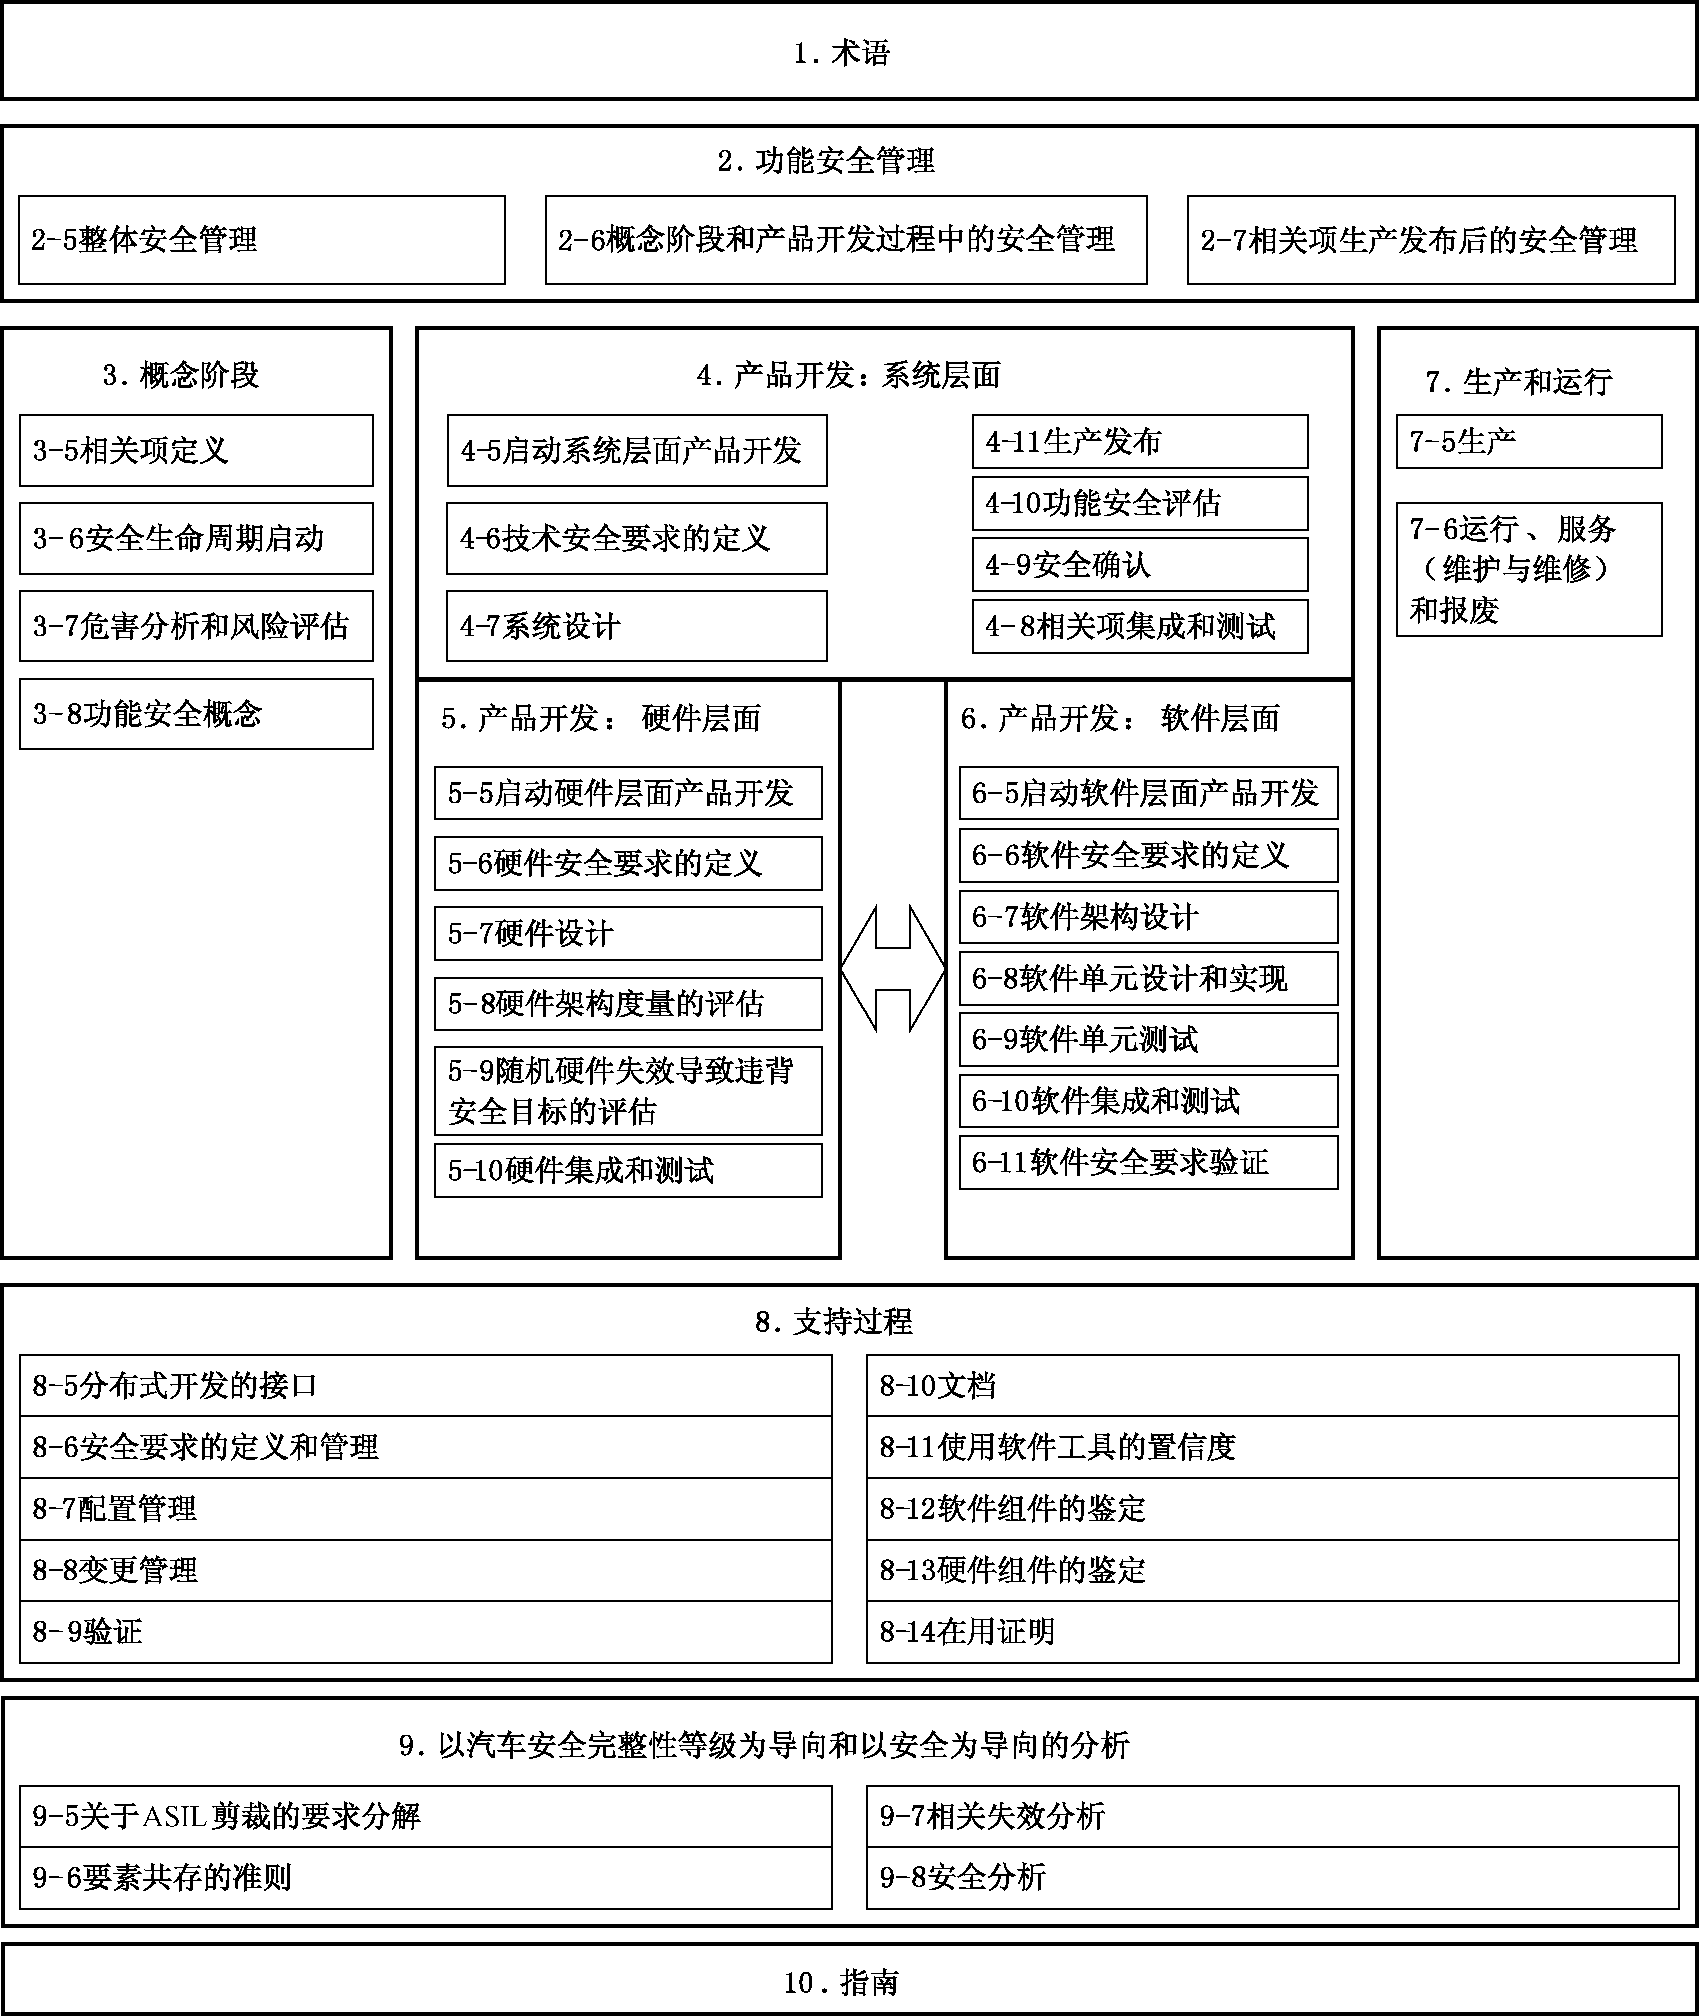 1. 术语
2. 功能安全管理
2-5整体安全管理
2-6概念阶段和产品开发过程中的安全管理
2-7相关项生产发布后的安全管理
3. 概念阶段
3-5相关项定义
3-6安全生命周期启动
3-7危害分析和风险评估
3-8功能安全概念
4. 产品开发：系统层面
4-5启动系统层面产品开发
4-6技术安全要求的定义
4-7系统设计
4-11生产发布
4-10功能安全评估
4-9安全确认
4-8相关项集成和测试
5. 产品开发： 硬件层面
5-5启动硬件层面产品开发
5-6硬件安全要求的定义
5-7硬件设计
5-8硬件架构度量的评估
5-9随机硬件失效导致违背
安全目标的评估
5-10硬件集成和测试
6. 产品开发： 软件层面
6-5启动软件层面产品开发
6-6软件安全要求的定义
6-7软件架构设计
6-8软件单元设计和实现
6-9软件单元测试
6-10软件集成和测试
6-11软件安全要求验证
7. 生产和运行
7-5生产
7-6运行、服务
（维护与维修）
和报废
8. 支持过程
8-5分布式开发的接口
8-6安全要求的定义和管理
8-7配置管理
8-8变更管理
8-9验证
8-10文档
8-11使用软件工具的置信度
8-12软件组件的鉴定
8-13硬件组件的鉴定
8-14在用证明
9. 以汽车安全完整性等级为导向和以安全为导向的分析
9-5关于ASIL剪裁的要求分解
9-6要素共存的准则
9-7相关失效分析
9-8安全分析
10. 指南